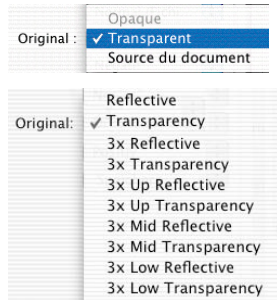 Opaque
Original : ✓ Transparent
Source du document
Reflective
Original: ✓ Transparency
3x Reflective
3x Transparency
3x Up Reflective
3x Up Transparency
3x Mid Reflective
3x Mid Transparency
3x Low Reflective
3x Low Transparency